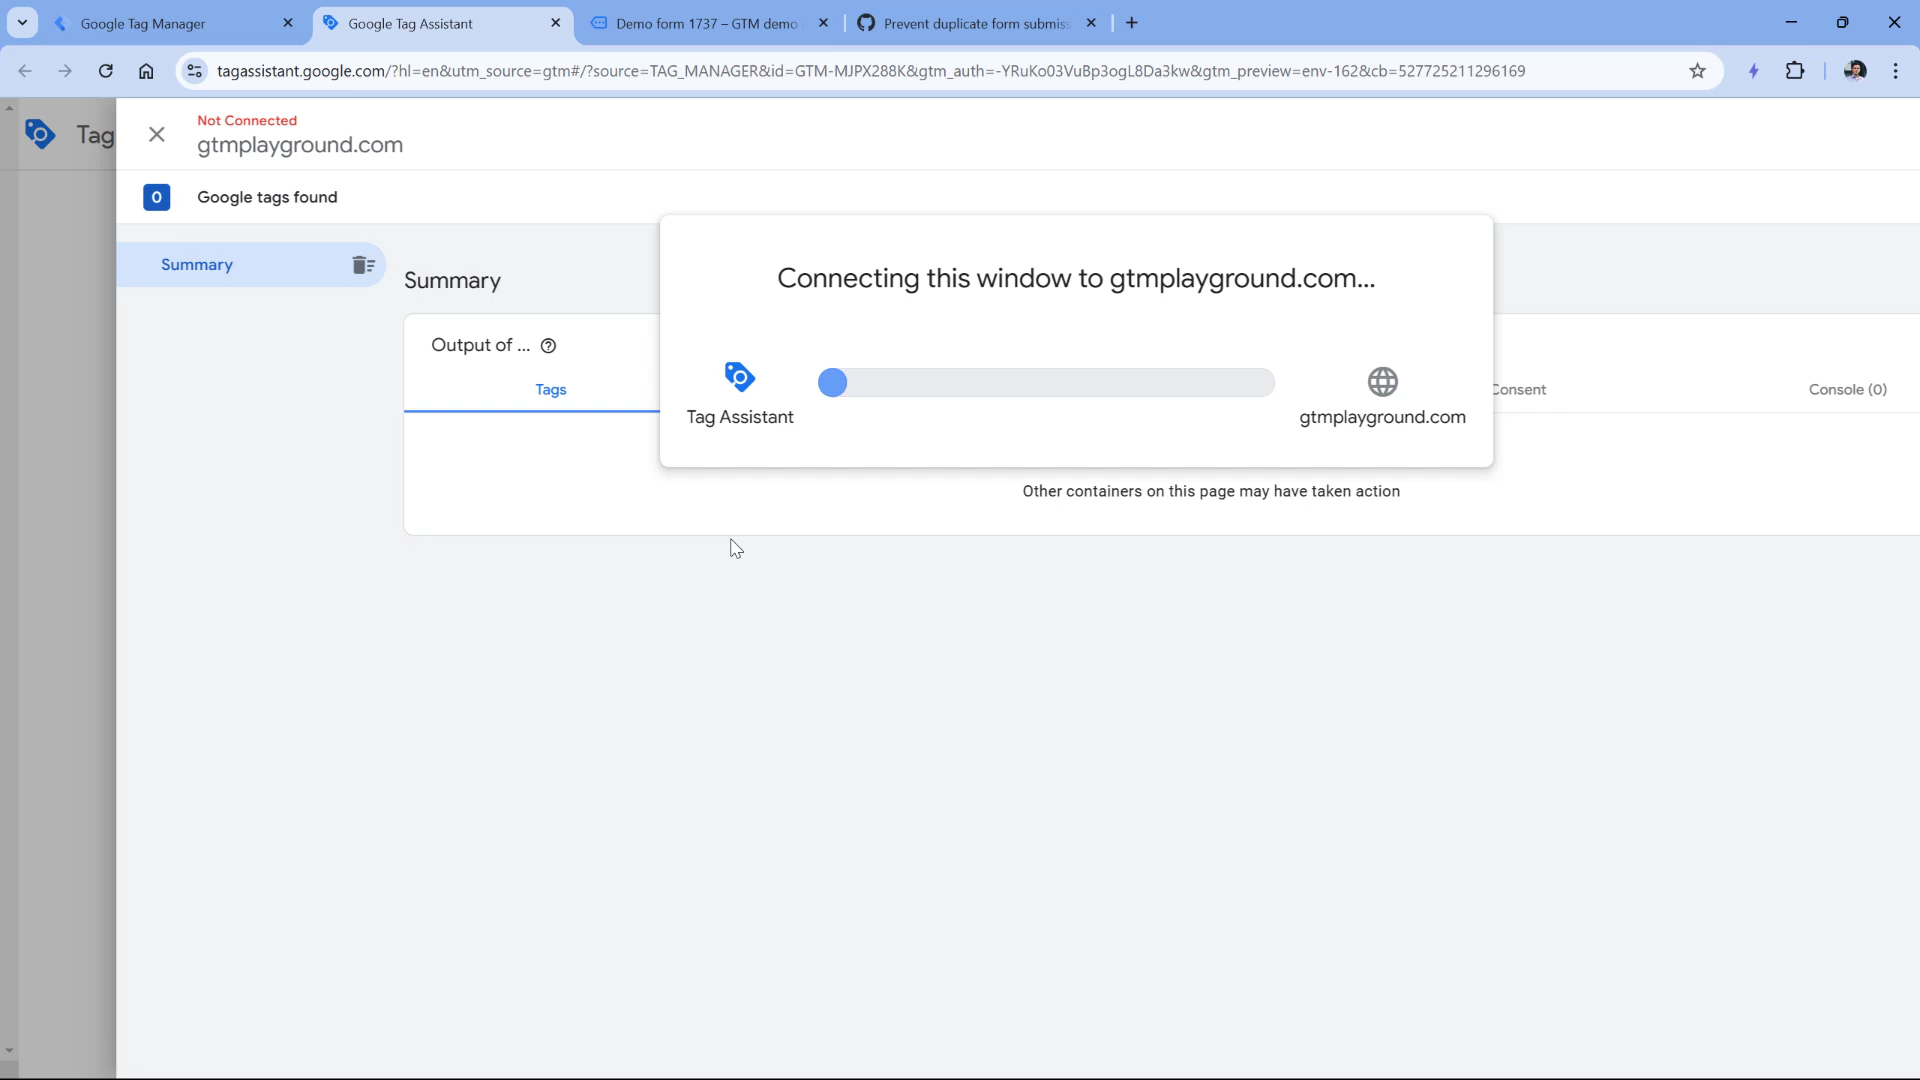 Google Tag Manager
Google Tag Assistant
Demo form 1737 – GTM demo
Prevent duplicate form submiss
tagassistant.google.com/?hl=en&utm_source=gtm#/?source=TAG_MANAGER&id=GTM-MJPX288K&gtm_auth=-YRuKo03VuBp3ogL8Da3kw&gtm_preview=env-162&cb=527725211296169
Tag
Not Connected
gtmplayground.com
0 Google tags found
Summary
Summary
Connecting this window to gtmplayground.com...
Output of ...
Tags
Consent
Console (0)
Tag Assistant
gtmplayground.com
Other containers on this page may have taken action